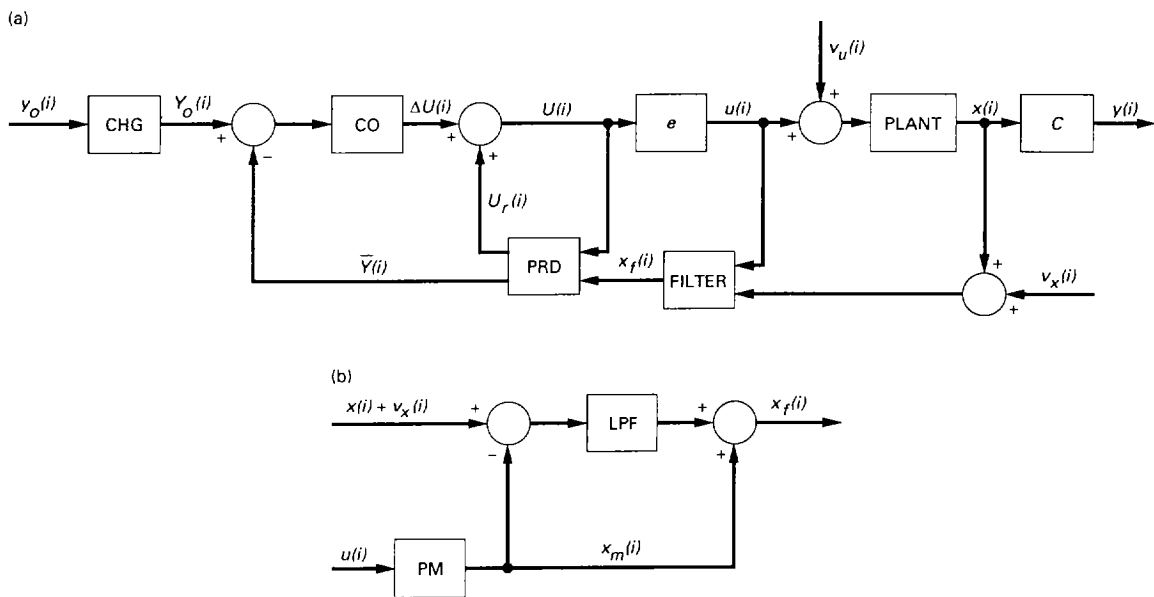 (a)
v_u(i)
y_o(i)
CHG
Y_o(i)
+
−
CO
ΔU(i)
+
+
U(i)
e
u(i)
+
+
PLANT
x(i)
C
y(i)
U_r(i)
Ȳ(i)
PRD
x_f(i)
FILTER
+
+
v_x(i)
(b)
x(i) + v_x(i)
+
−
LPF
+
+
x_f(i)
u(i)
PM
x_m(i)